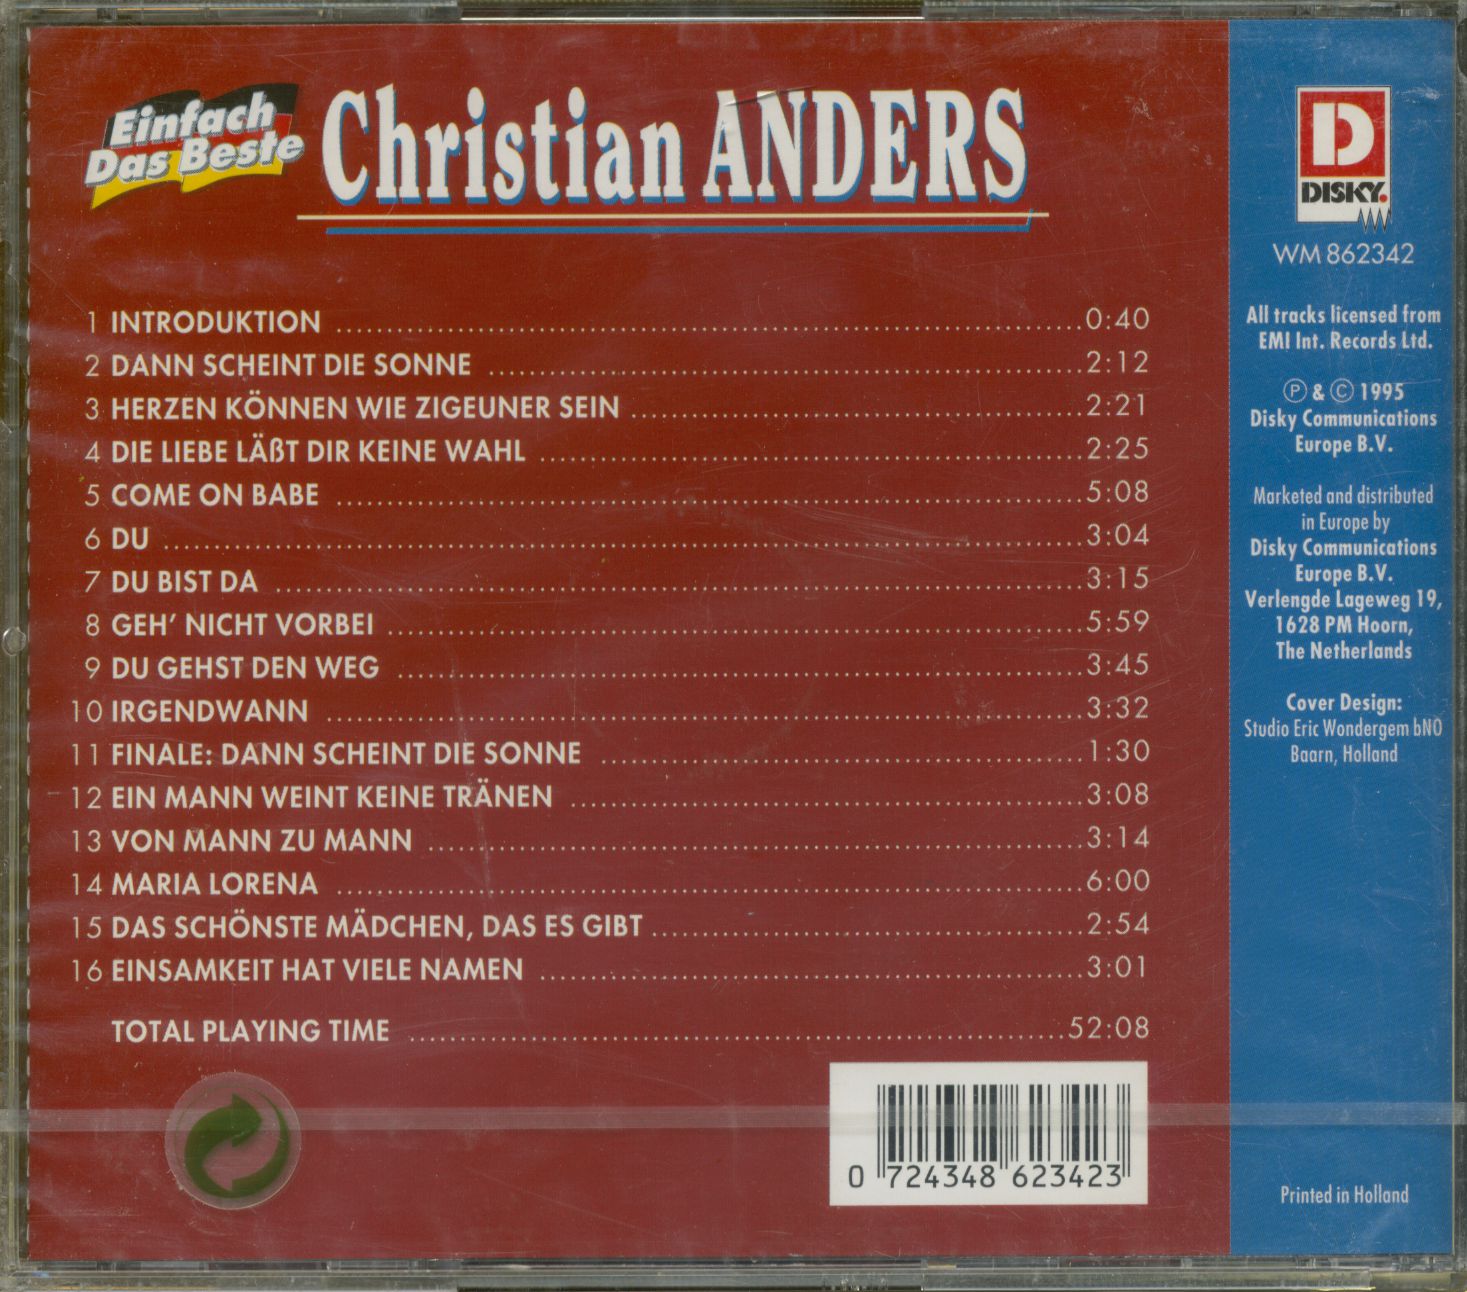 Einfach
Das Beste
Christian ANDERS
1 INTRODUKTION ........ 0:40
2 DANN SCHEINT DIE SONNE ........ 2:12
3 HERZEN KÖNNEN WIE ZIGEUNER SEIN ........ 2:21
4 DIE LIEBE LÄßT DIR KEINE WAHL ........ 2:25
5 COME ON BABE ........ 5:08
6 DU ........ 3:04
7 DU BIST DA ........ 3:15
8 GEH' NICHT VORBEI ........ 5:59
9 DU GEHST DEN WEG ........ 3:45
10 IRGENDWANN ........ 3:32
11 FINALE: DANN SCHEINT DIE SONNE ........ 1:30
12 EIN MANN WEINT KEINE TRÄNEN ........ 3:08
13 VON MANN ZU MANN ........ 3:14
14 MARIA LORENA ........ 6:00
15 DAS SCHÖNSTE MÄDCHEN, DAS ES GIBT ........ 2:54
16 EINSAMKEIT HAT VIELE NAMEN ........ 3:01
TOTAL PLAYING TIME ........ 52:08
0 724348 623423
D
DISKY.
WM 862342
All tracks licensed from
EMI Int. Records Ltd.
Ⓟ & © 1995
Disky Communications
Europe B.V.
Marketed and distributed
in Europe by
Disky Communications
Europe B.V.
Verlengde Lageweg 19,
1628 PM Hoorn,
The Netherlands
Cover Design:
Studio Eric Wondergem bNO
Baarn, Holland
Printed in Holland